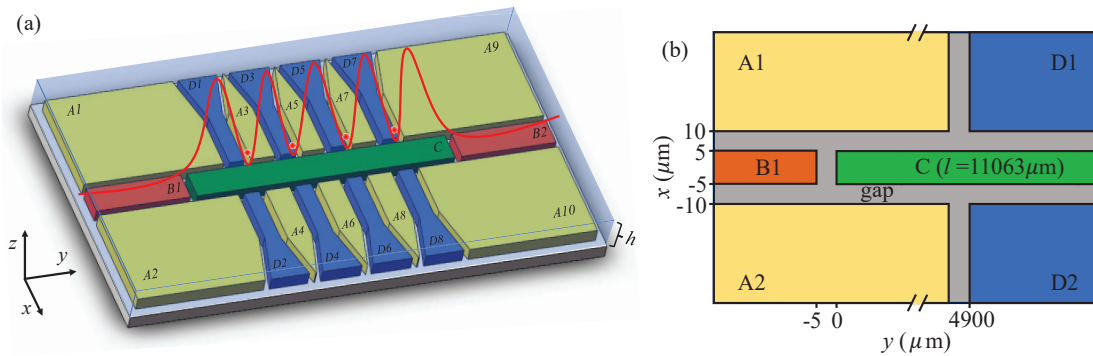 (a)
A9
D7
D5
D3
D1
A7
A5
A3
A1
B2
C
B1
A10
A8
A6
A4
D8
D6
D4
D2
A2
h
z
y
x
(b)
A1
D1
10
5
-5
-10
x (μm)
B1
C (l =11063μm)
gap
A2
D2
-5 0
4900
y (μm)